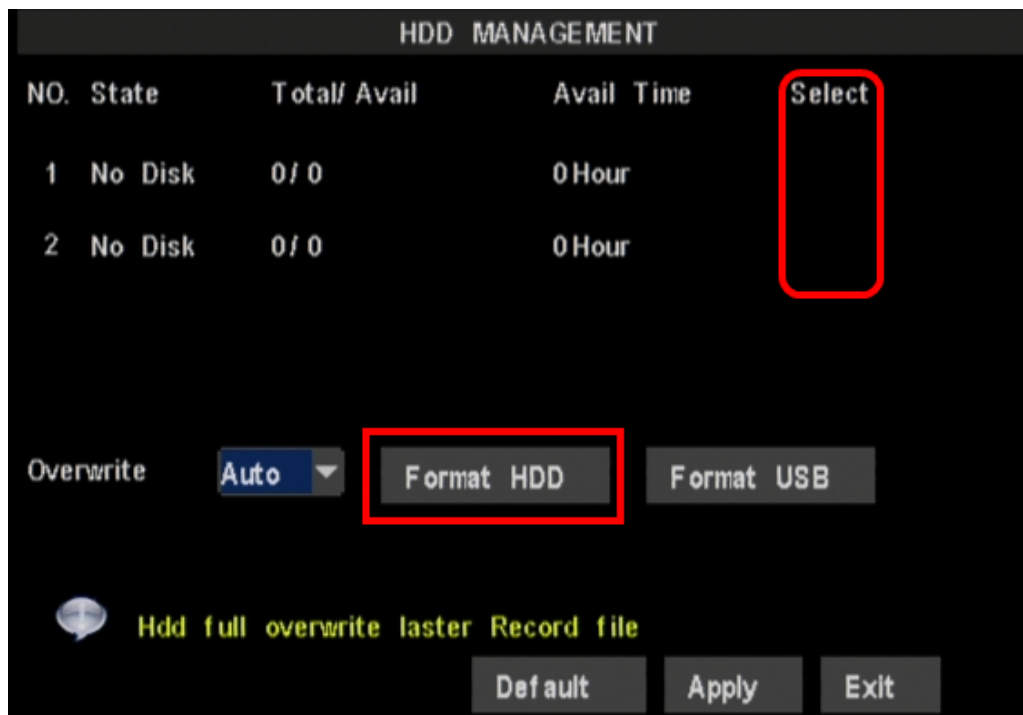 HDD MANAGEMENT
NO. State Total/ Avail Avail Time Select
1 No Disk 0/ 0 0 Hour
2 No Disk 0/ 0 0 Hour
Overwrite Auto Format HDD Format USB
Hdd full overwrite laster Record file
Default Apply Exit